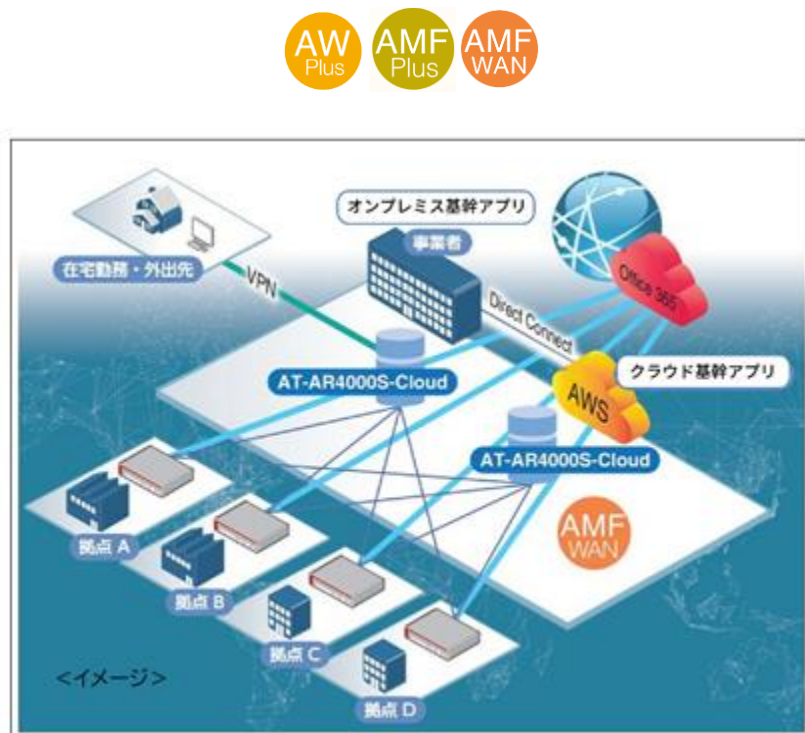 AW
Plus
AMF
Plus
AMF
WAN
オンプレミス基幹アプリ
事業者
在宅勤務・外出先
VPN
Office 365
Direct Connect
クラウド基幹アプリ
AT-AR4000S-Cloud
AWS
AT-AR4000S-Cloud
AMF
WAN
拠点 A
拠点 B
拠点 C
拠点 D
<イメージ>